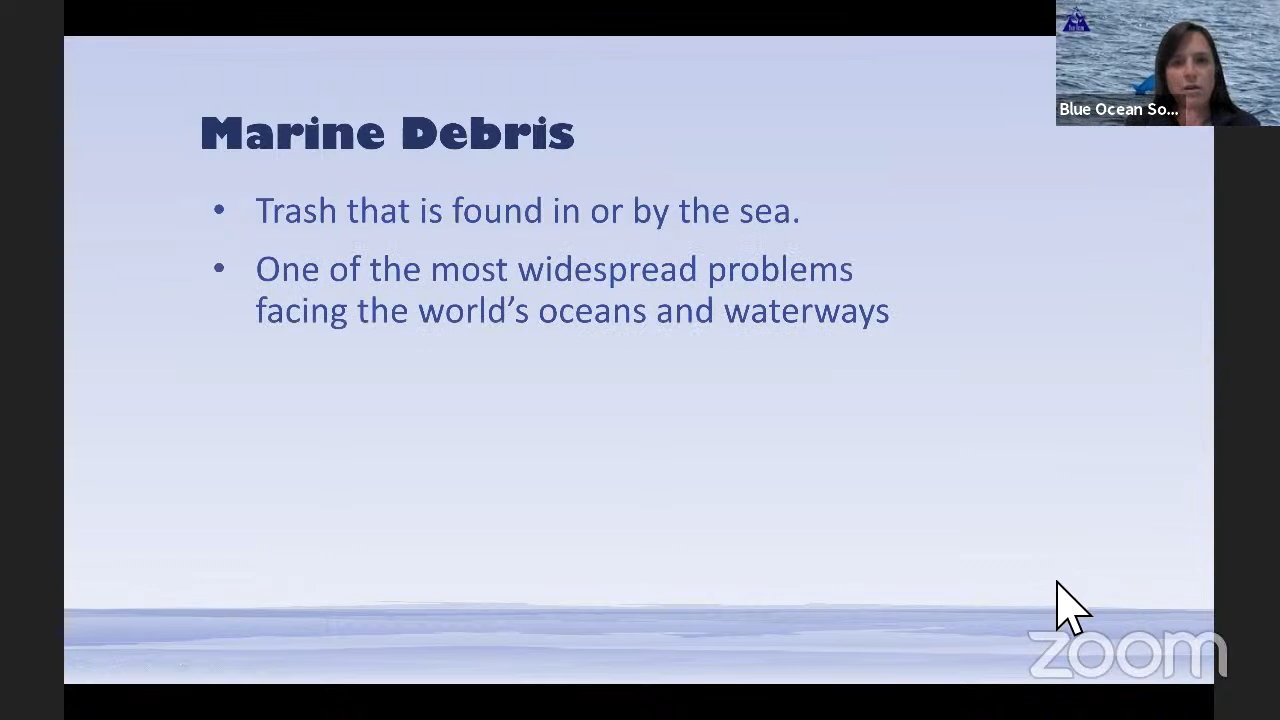 Marine Debris
• Trash that is found in or by the sea.
• One of the most widespread problems
facing the world's oceans and waterways
Blue Ocean So...
zoom